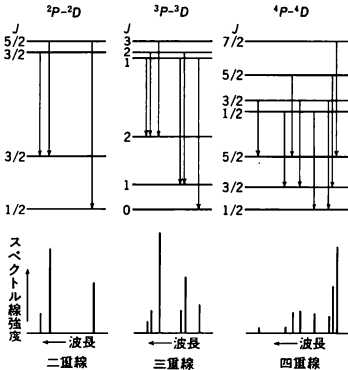 ²P–²D
³P–³D
⁴P–⁴D
J
5/2
3/2
3/2
1/2
J
3
2
1
2
1
0
J
7/2
5/2
3/2
1/2
5/2
3/2
1/2
スペクトル線強度
← 波長
← 波長
← 波長
二重線
三重線
四重線